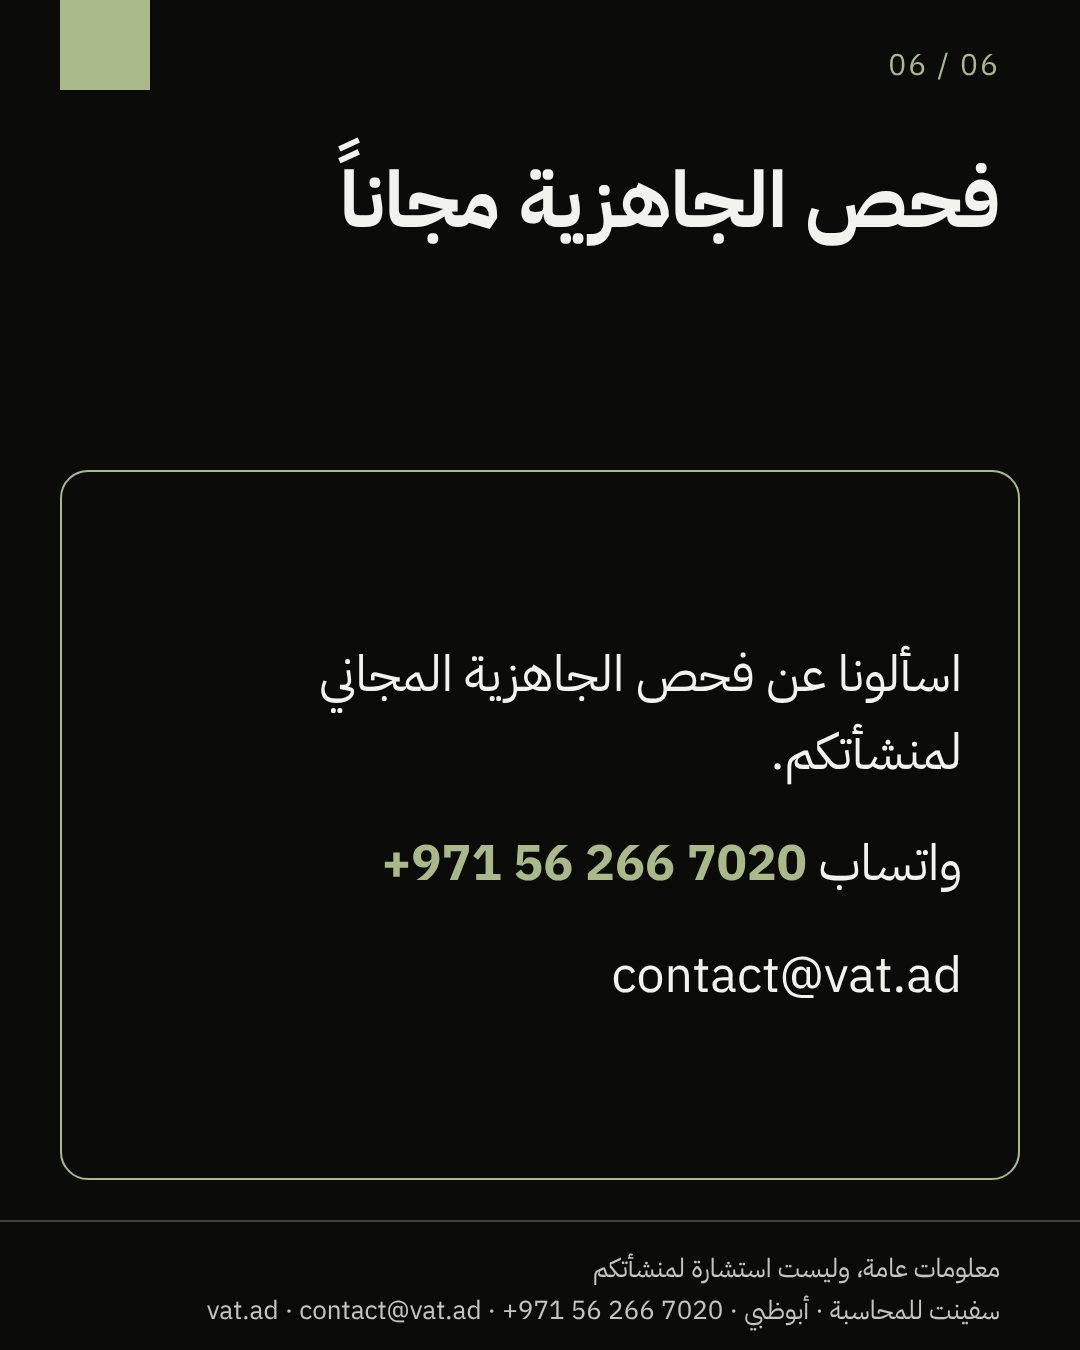 06 / 06
فحص الجاهزية مجاناً
اسألونا عن فحص الجاهزية المجاني
لمنشأتكم.
واتساب +971 56 266 7020
contact@vat.ad
معلومات عامة، وليست استشارة لمنشأتكم
سفينت للمحاسبة · أبوظبي · +971 56 266 7020 · contact@vat.ad · vat.ad